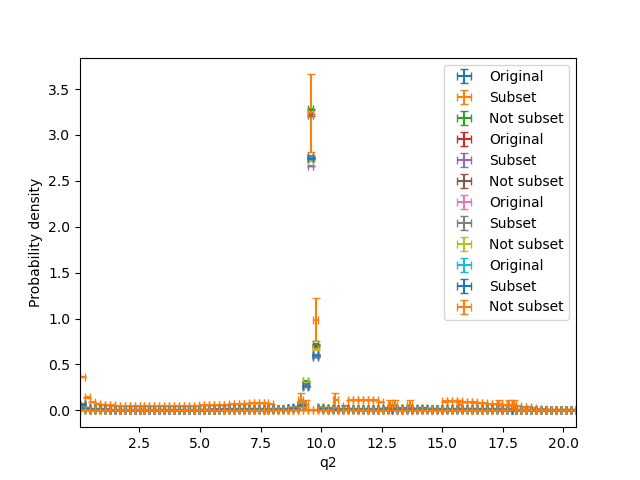 Probability density
3.5
3.0
2.5
2.0
1.5
1.0
0.5
0.0
Original
Subset
Not subset
Original
Subset
Not subset
Original
Subset
Not subset
Original
Subset
Not subset
2.5 5.0 7.5 10.0 12.5 15.0 17.5 20.0
q2